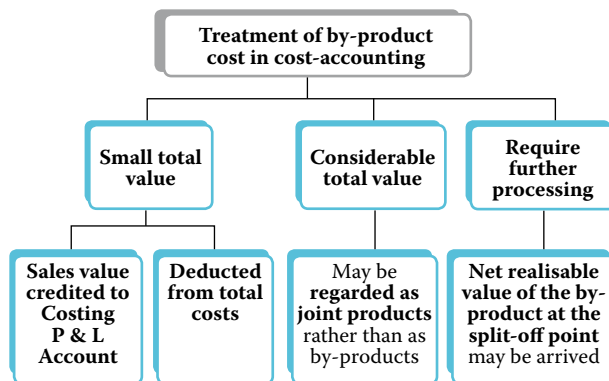 Treatment of by-product
cost in cost-accounting
Small total
value
Considerable
total value
Require
further
processing
Sales value
credited to
Costing
P & L
Account
Deducted
from total
costs
May be
regarded as
joint products
rather than as
by-products
Net realisable
value of the by-
product at the
split-off point
may be arrived